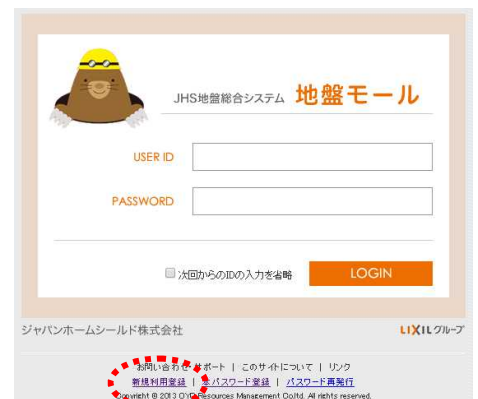 JHS地盤総合システム 地盤モール
USER ID
PASSWORD
次回からのIDの入力を省略 LOGIN
ジャパンホームシールド株式会社 LIXILグループ
お問い合わせ・サポート | このサイトについて | リンク
新規利用登録 | 本パスワード登録 | パスワード再発行
Copyright © 2013 OYO Resources Management Co.ltd. All rights reserved.